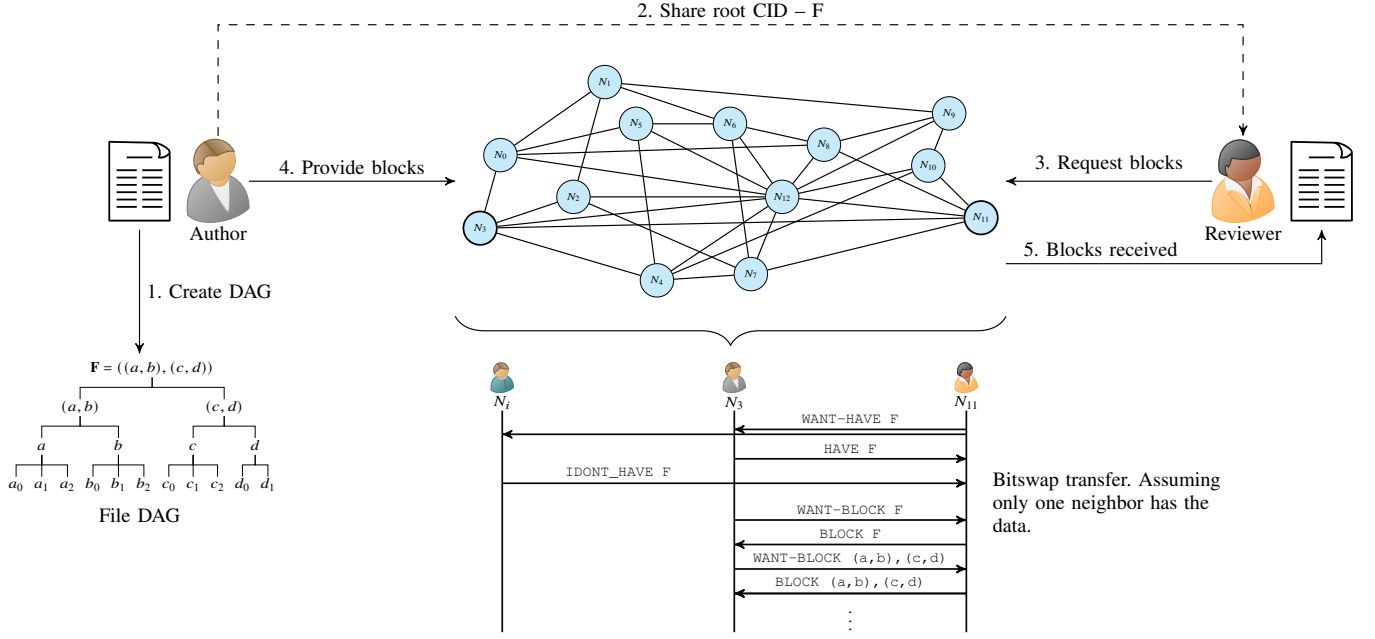 2. Share root CID – F
N1
N5
N6
N9
N0
N8
N10
4. Provide blocks
3. Request blocks
N2
N12
N3
N11
Author
Reviewer
5. Blocks received
N4
N7
1. Create DAG
F = ((a, b), (c, d))
(a, b) (c, d)
a b c d
a0 a1 a2 b0 b1 b2 c0 c1 c2 d0 d1
File DAG
Ni N3 N11
WANT-HAVE F
HAVE F
IDONT_HAVE F
WANT-BLOCK F
BLOCK F
WANT-BLOCK (a,b),(c,d)
BLOCK (a,b),(c,d)
⋮
Bitswap transfer. Assuming
only one neighbor has the
data.